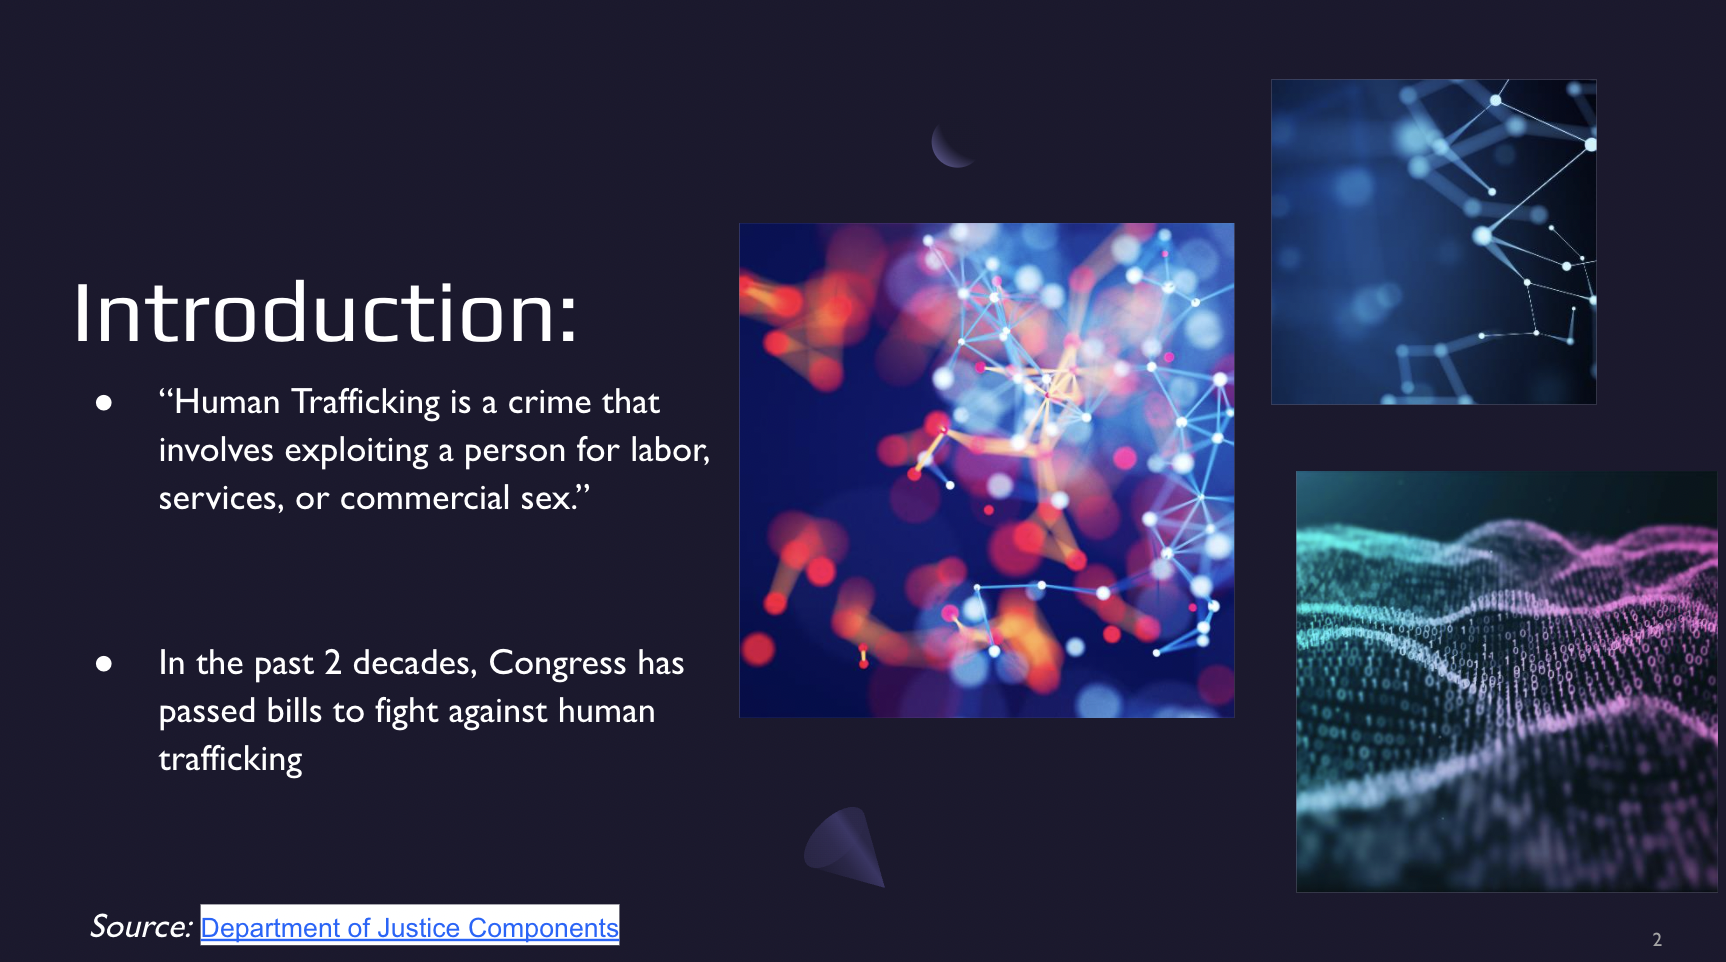 Introduction:
● “Human Trafficking is a crime that
involves exploiting a person for labor,
services, or commercial sex.”
● In the past 2 decades, Congress has
passed bills to fight against human
trafficking
Source: Department of Justice Components
2